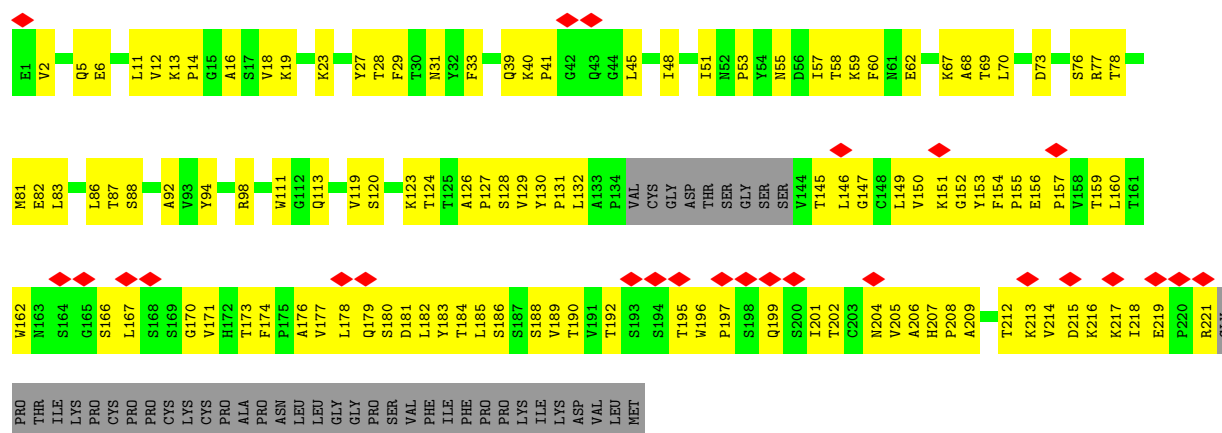 E1 V2 Q5 E6 L11 V12 K13 P14 G15 A16 S17 V18 K19 K23 Y27 T28 F29 T30 N31 Y32 F33 Q39 K40 P41 G42 Q43 G44 L45 I48 I51 N52 P53 Y54 N55 D56 I57 T58 K59 F60 N61 E62 K67 A68 T69 L70 D73 S76 R77 T78
M81 E82 L83 L86 T87 S88 A92 V93 Y94 R98 W111 G112 Q113 V119 S120 K123 T124 T125 A126 P127 S128 V129 Y130 P131 L132 A133 P134 VAL CYS GLY ASP THR SER GLY SER SER V144 T145 L146 G147 C148 L149 V150 K151 G152 Y153 F154 P155 E156 P157 V158 T159 L160 T161
W162 N163 S164 G165 S166 L167 S168 S169 G170 V171 H172 T173 F174 P175 A176 V177 L178 Q179 S180 D181 L182 Y183 T184 L185 S186 S187 S188 V189 T190 V191 T192 S193 S194 T195 W196 P197 S198 Q199 S200 I201 T202 C203 N204 V205 A206 H207 P208 A209 T212 K213 V214 D215 K216 K217 I218 E219 P220 R221
PRO THR ILE LYS PRO CYS PRO PRO CYS LYS CYS PRO ALA PRO ASN LEU LEU GLY GLY PRO SER VAL PHE ILE PHE PRO PRO LYS ILE LYS ASP VAL LEU MET